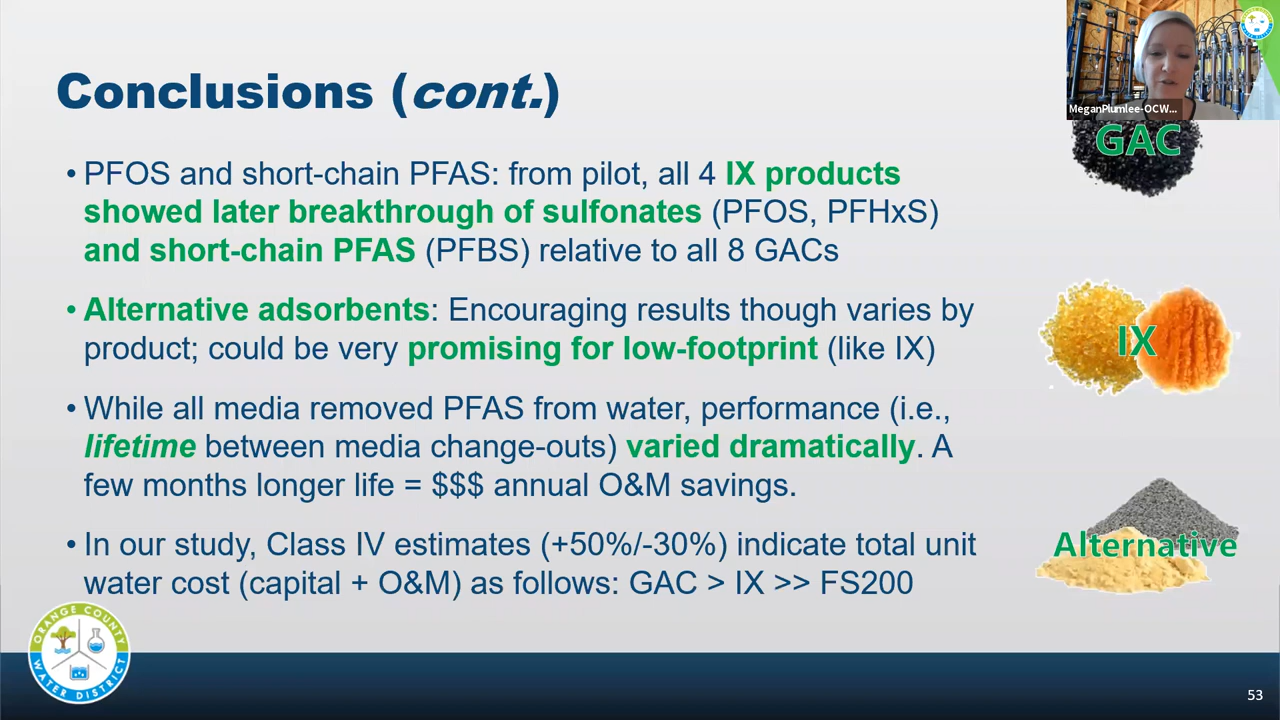 Conclusions (cont.)
MeganPlumlee-OCW...
GAC
• PFOS and short-chain PFAS: from pilot, all 4 IX products
showed later breakthrough of sulfonates (PFOS, PFHxS)
and short-chain PFAS (PFBS) relative to all 8 GACs
• Alternative adsorbents: Encouraging results though varies by
product; could be very promising for low-footprint (like IX)
IX
• While all media removed PFAS from water, performance (i.e.,
lifetime between media change-outs) varied dramatically. A
few months longer life = $$$ annual O&M savings.
• In our study, Class IV estimates (+50%/-30%) indicate total unit
water cost (capital + O&M) as follows: GAC > IX >> FS200
Alternative
ORANGE COUNTY
WATER DISTRICT
53